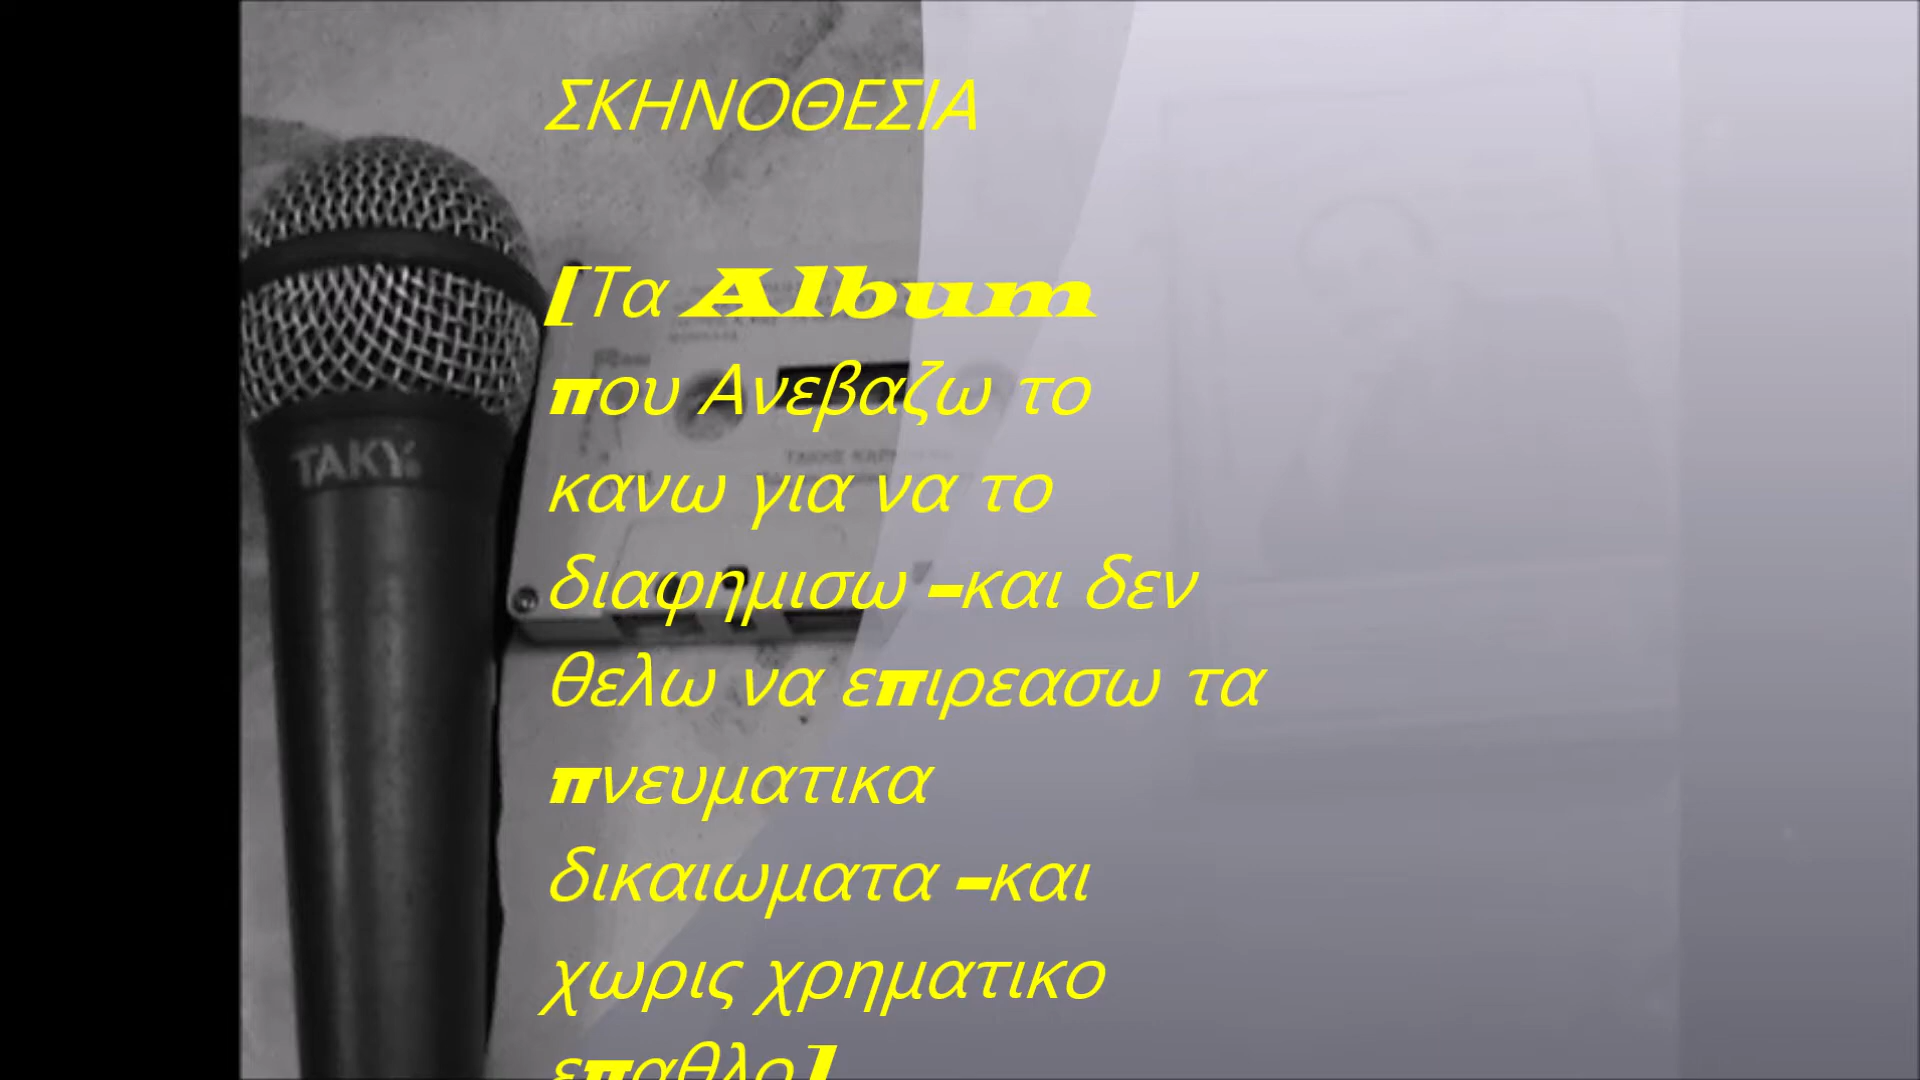 ΣΚΗΝΟΘΕΣΙΑ
[Τα Album
που Ανεβαζω το
κανω για να το
διαφημισω –και δεν
θελω να επιρεασω τα
πνευματικα
δικαιωματα –και
χωρις χρηματικο
επαθλο]
TAKY